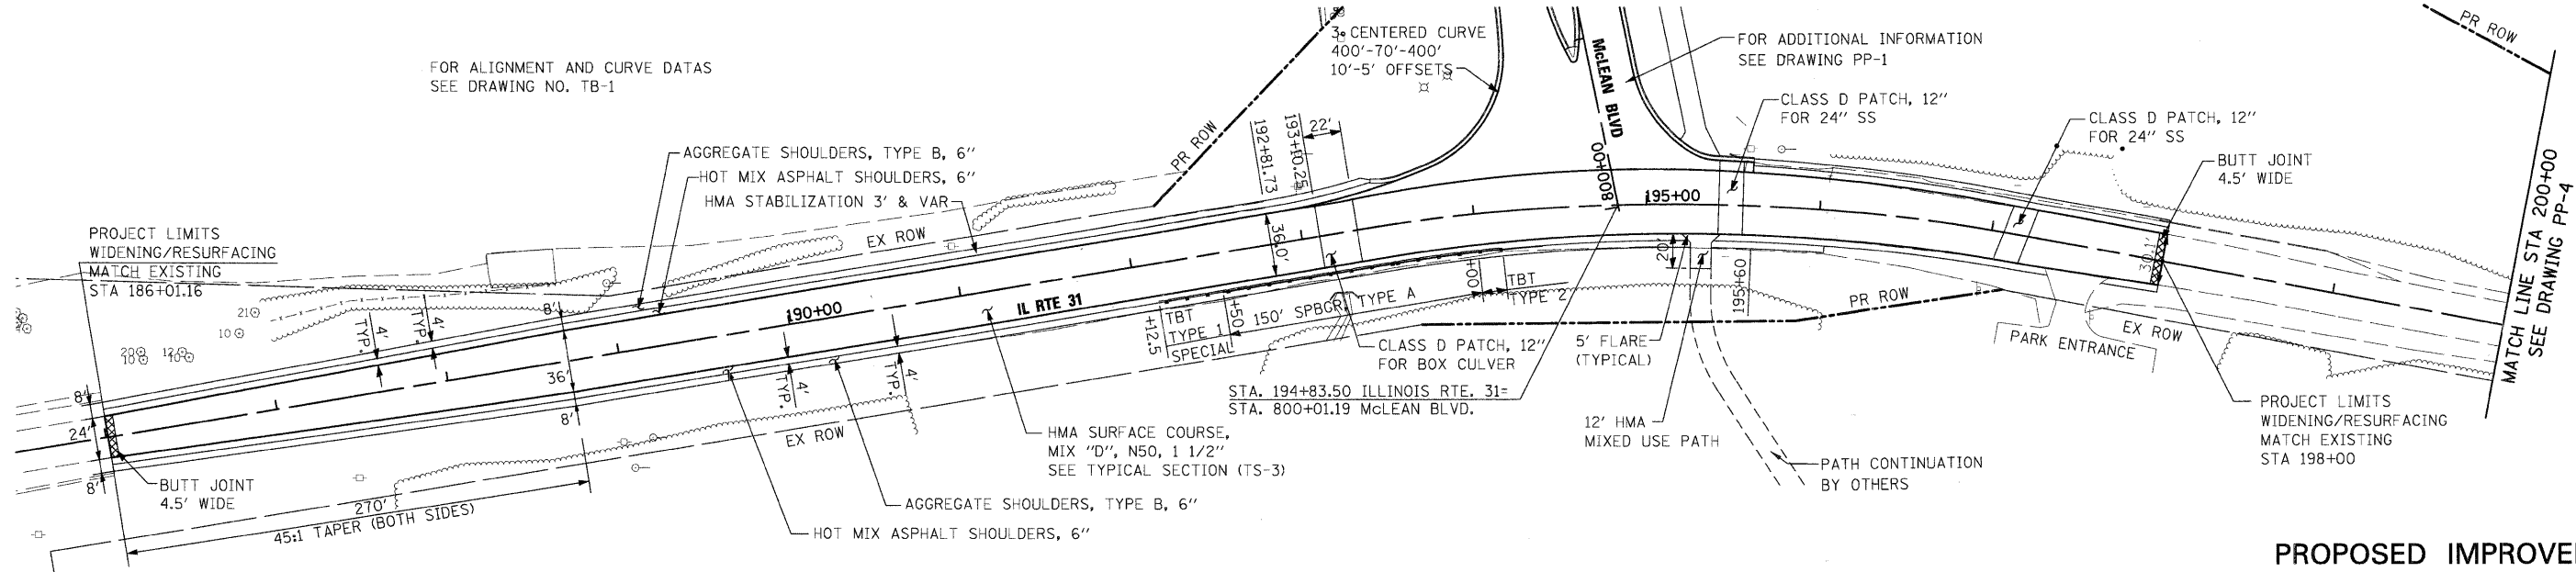 FOR ALIGNMENT AND CURVE DATAS
SEE DRAWING NO. TB-1
3- CENTERED CURVE
400'-70'-400'
10'-5' OFFSETS
McLEAN BLVD
800+00
FOR ADDITIONAL INFORMATION
SEE DRAWING PP-1
PR ROW
CLASS D PATCH, 12"
FOR 24" SS
CLASS D PATCH, 12"
FOR 24" SS
BUTT JOINT
4.5' WIDE
MATCH LINE STA 200+00
SEE DRAWING PP-4
PR ROW
192+81.73
193+10.25
22'
AGGREGATE SHOULDERS, TYPE B, 6"
HOT MIX ASPHALT SHOULDERS, 6"
HMA STABILIZATION 3' & VAR
EX ROW
PROJECT LIMITS
WIDENING/RESURFACING
MATCH EXISTING
STA 186+01.16
21
10
20
10
12
10
4'
TYP.
4'
TYP.
8'
36'
8'
190+00
IL RTE 31
36.0'
195+00
20'
195+60
30.1'
+12.5
TBT
TYPE 1
SPECIAL
+50
150' SPBGR, TYPE A
+00
TBT
TYPE 2
PR ROW
PARK ENTRANCE
EX ROW
CLASS D PATCH, 12"
FOR BOX CULVER
5' FLARE
(TYPICAL)
STA. 194+83.50 ILLINOIS RTE. 31=
STA. 800+01.19 McLEAN BLVD.
12' HMA
MIXED USE PATH
PATH CONTINUATION
BY OTHERS
PROJECT LIMITS
WIDENING/RESURFACING
MATCH EXISTING
STA 198+00
8'
24'
8'
BUTT JOINT
4.5' WIDE
270'
45:1 TAPER (BOTH SIDES)
4'
TYP.
4'
TYP.
EX ROW
HMA SURFACE COURSE,
MIX "D", N50, 1 1/2"
SEE TYPICAL SECTION (TS-3)
AGGREGATE SHOULDERS, TYPE B, 6"
HOT MIX ASPHALT SHOULDERS, 6"
PROPOSED IMPROVE